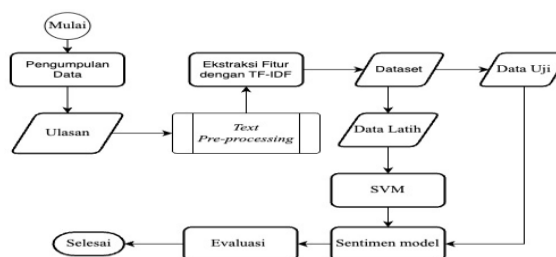 Mulai
Pengumpulan
Data
Ulasan
Text
Pre-processing
Ekstraksi Fitur
dengan TF-IDF
Dataset
Data Uji
Data Latih
SVM
Sentimen model
Evaluasi
Selesai